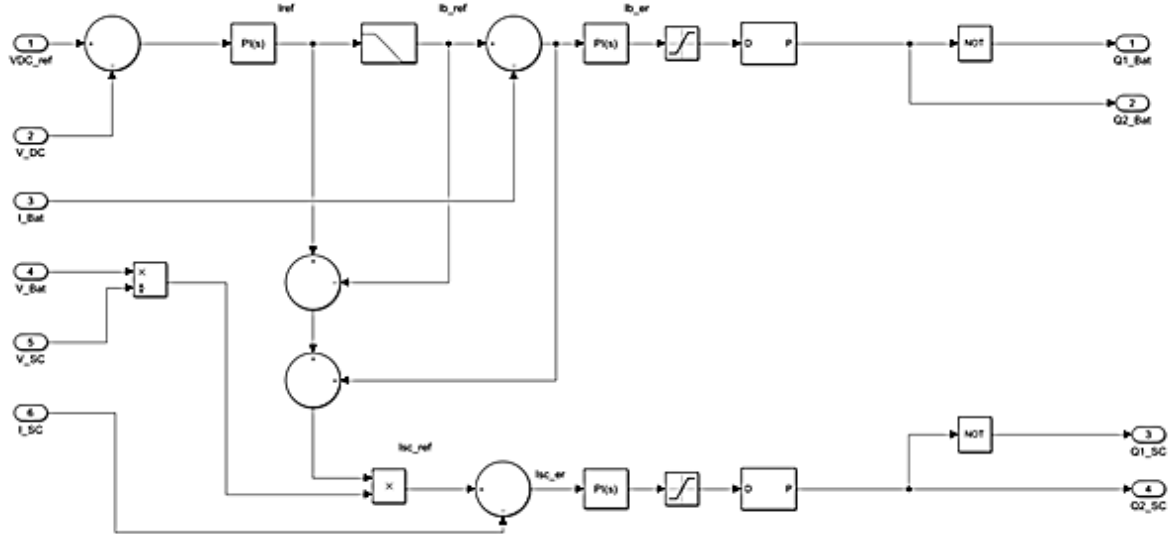 Iref Ib_ref Ib_er
1 PI(s) PI(s) D P NOT 1
VDC_ref Q1_Bat
2
Q2_Bat
2
V_DC
3
I_Bat
4 ×
V_Bat ÷
5
V_SC
6 NOT 3
I_SC Q1_SC
Isc_ref Isc_er
× PI(s) D P 4
Q2_SC